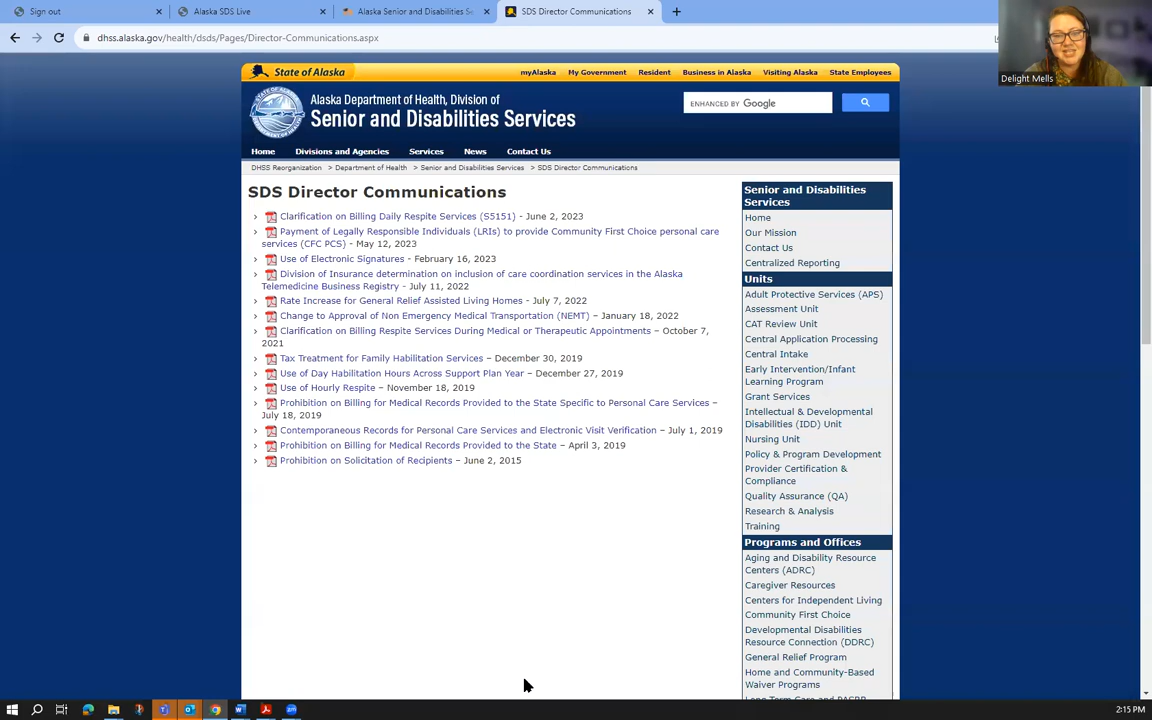 Sign out
Alaska SDS Live
Alaska Senior and Disabilities Se
SDS Director Communications
dhss.alaska.gov/health/dsds/Pages/Director-Communications.aspx
Delight Mells
State of Alaska
myAlaska My Government Resident Business in Alaska Visiting Alaska State Employees
Alaska Department of Health, Division of
Senior and Disabilities Services
ENHANCED BY Google
Home Divisions and Agencies Services News Contact Us
DHSS Reorganization > Department of Health > Senior and Disabilities Services > SDS Director Communications
SDS Director Communications
Clarification on Billing Daily Respite Services (S5151) - June 2, 2023
Payment of Legally Responsible Individuals (LRIs) to provide Community First Choice personal care
services (CFC PCS) - May 12, 2023
Use of Electronic Signatures - February 16, 2023
Division of Insurance determination on inclusion of care coordination services in the Alaska
Telemedicine Business Registry - July 11, 2022
Rate Increase for General Relief Assisted Living Homes - July 7, 2022
Change to Approval of Non Emergency Medical Transportation (NEMT) – January 18, 2022
Clarification on Billing Respite Services During Medical or Therapeutic Appointments – October 7,
2021
Tax Treatment for Family Habilitation Services – December 30, 2019
Use of Day Habilitation Hours Across Support Plan Year – December 27, 2019
Use of Hourly Respite – November 18, 2019
Prohibition on Billing for Medical Records Provided to the State Specific to Personal Care Services –
July 18, 2019
Contemporaneous Records for Personal Care Services and Electronic Visit Verification – July 1, 2019
Prohibition on Billing for Medical Records Provided to the State – April 3, 2019
Prohibition on Solicitation of Recipients – June 2, 2015
Senior and Disabilities
Services
Home
Our Mission
Contact Us
Centralized Reporting
Units
Adult Protective Services (APS)
Assessment Unit
CAT Review Unit
Central Application Processing
Central Intake
Early Intervention/Infant
Learning Program
Grant Services
Intellectual & Developmental
Disabilities (IDD) Unit
Nursing Unit
Policy & Program Development
Provider Certification &
Compliance
Quality Assurance (QA)
Research & Analysis
Training
Programs and Offices
Aging and Disability Resource
Centers (ADRC)
Caregiver Resources
Centers for Independent Living
Community First Choice
Developmental Disabilities
Resource Connection (DDRC)
General Relief Program
Home and Community-Based
Waiver Programs
Long Term Care and PASRR
2:15 PM